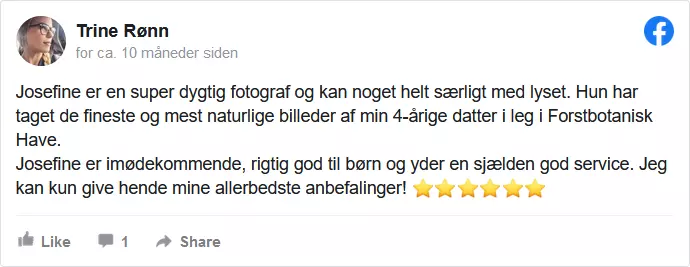 Trine Rønn
for ca. 10 måneder siden
Josefine er en super dygtig fotograf og kan noget helt særligt med lyset. Hun har
taget de fineste og mest naturlige billeder af min 4-årige datter i leg i Forstbotanisk
Have.
Josefine er imødekommende, rigtig god til børn og yder en sjælden god service. Jeg
kan kun give hende mine allerbedste anbefalinger! ⭐⭐⭐⭐⭐⭐
Like 1 Share